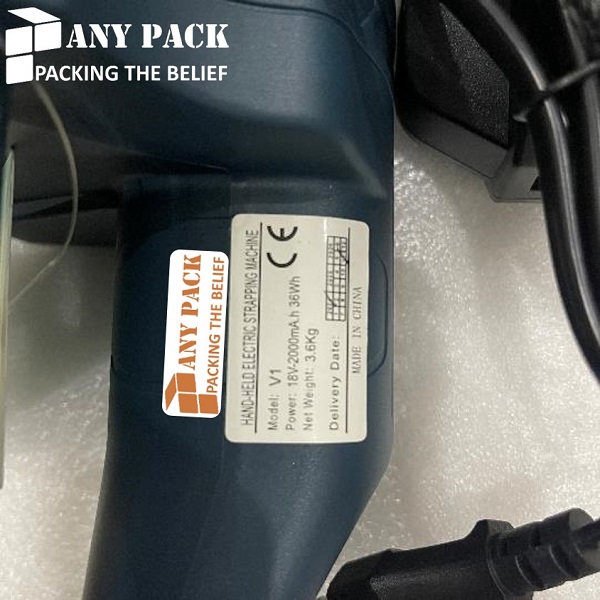 ANY PACK
PACKING THE BELIEF
ANY PACK
PACKING THE BELIEF
HAND-HELD ELECTRIC STRAPPING MACHINE
CE
Model: V1
Power: 18V-2000mA.h 36Wh
Net Weight: 3.6Kg
Delivery Date:
MADE IN CHINA